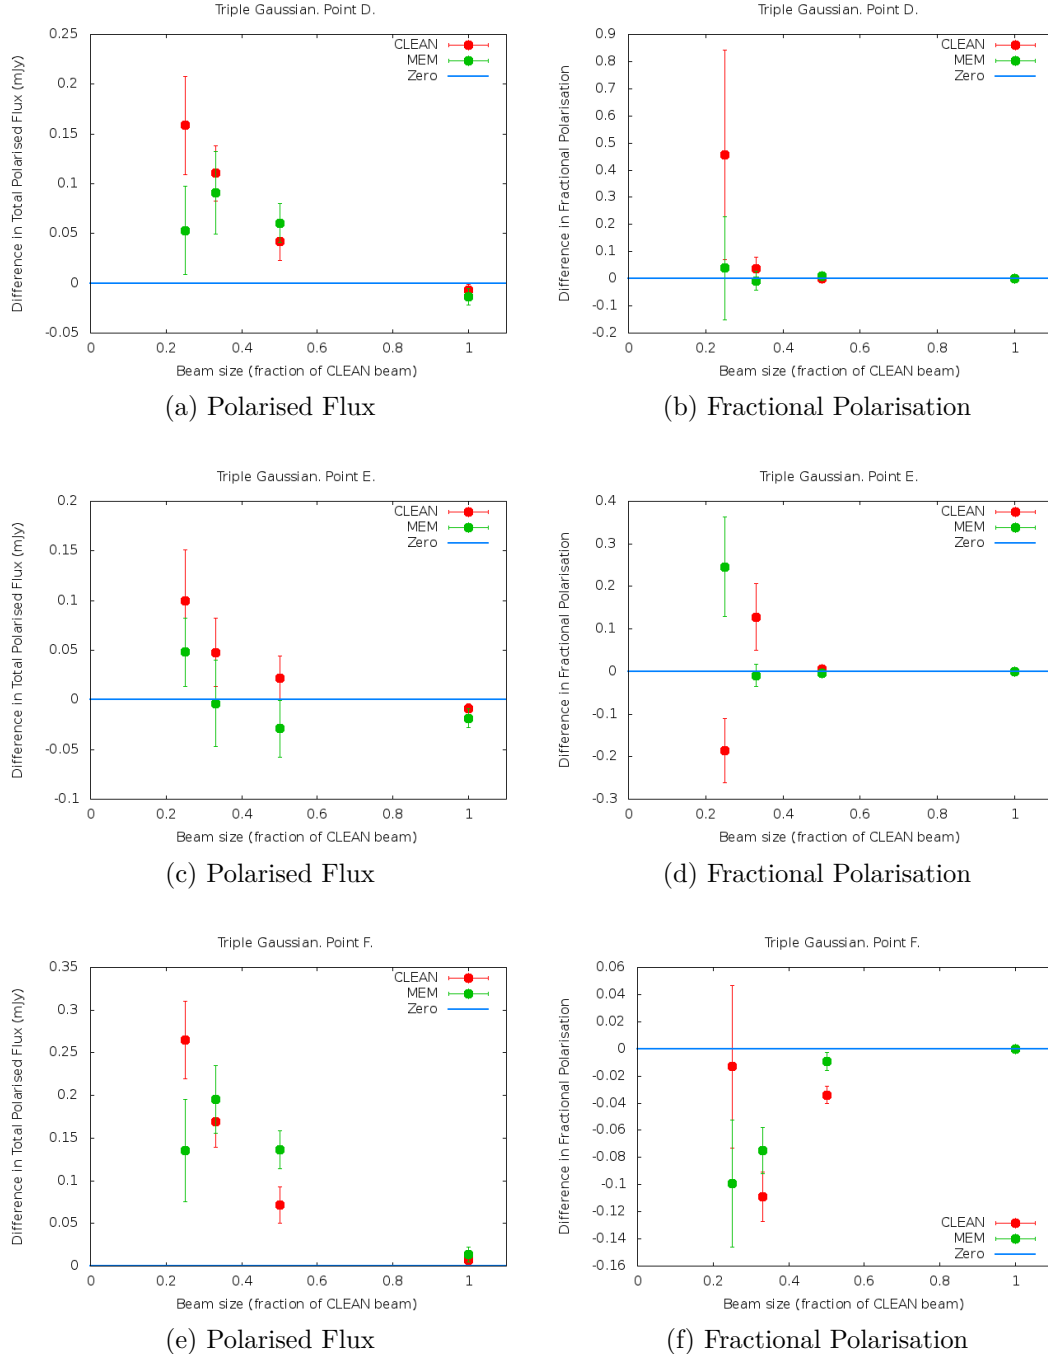 Triple Gaussian. Point D.
Difference in Total Polarised Flux (mJy)
0.25
0.2
0.15
0.1
0.05
0
-0.05
0 0.2 0.4 0.6 0.8 1
Beam size (fraction of CLEAN beam)
CLEAN
MEM
Zero
(a) Polarised Flux
Triple Gaussian. Point D.
Difference in Fractional Polarisation
0.9
0.8
0.7
0.6
0.5
0.4
0.3
0.2
0.1
0
-0.1
-0.2
0 0.2 0.4 0.6 0.8 1
Beam size (fraction of CLEAN beam)
CLEAN
MEM
Zero
(b) Fractional Polarisation
Triple Gaussian. Point E.
Difference in Total Polarised Flux (mJy)
0.2
0.15
0.1
0.05
0
-0.05
-0.1
0 0.2 0.4 0.6 0.8 1
Beam size (fraction of CLEAN beam)
CLEAN
MEM
Zero
(c) Polarised Flux
Triple Gaussian. Point E.
Difference in Fractional Polarisation
0.4
0.3
0.2
0.1
0
-0.1
-0.2
-0.3
0 0.2 0.4 0.6 0.8 1
Beam size (fraction of CLEAN beam)
CLEAN
MEM
Zero
(d) Fractional Polarisation
Triple Gaussian. Point F.
Difference in Total Polarised Flux (mJy)
0.35
0.3
0.25
0.2
0.15
0.1
0.05
0
0 0.2 0.4 0.6 0.8 1
Beam size (fraction of CLEAN beam)
CLEAN
MEM
Zero
(e) Polarised Flux
Triple Gaussian. Point F.
Difference in Fractional Polarisation
0.06
0.04
0.02
0
-0.02
-0.04
-0.06
-0.08
-0.1
-0.12
-0.14
-0.16
0 0.2 0.4 0.6 0.8 1
Beam size (fraction of CLEAN beam)
CLEAN
MEM
Zero
(f) Fractional Polarisation